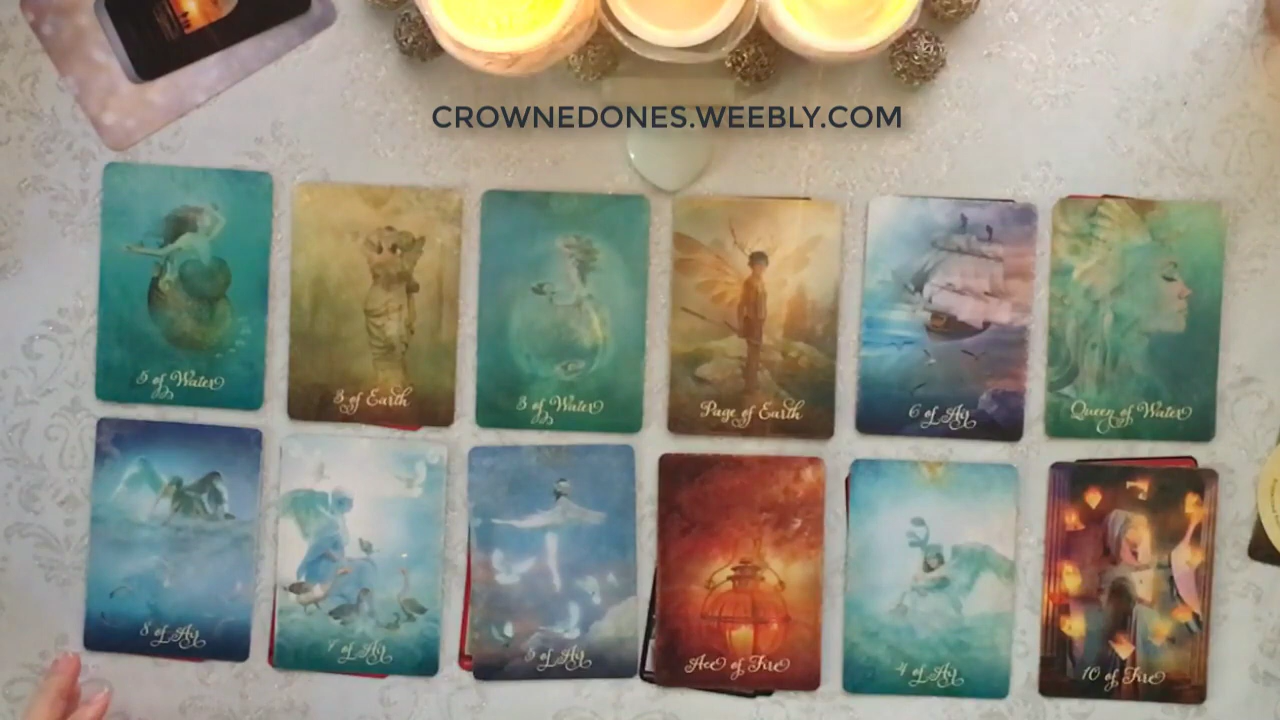 CROWNEDONES.WEEBLY.COM
5 of Water
3 of Earth
3 of Water
Page of Earth
6 of Air
Queen of Water
8 of Air
7 of Air
5 of Air
Ace of Fire
4 of Air
10 of Fire